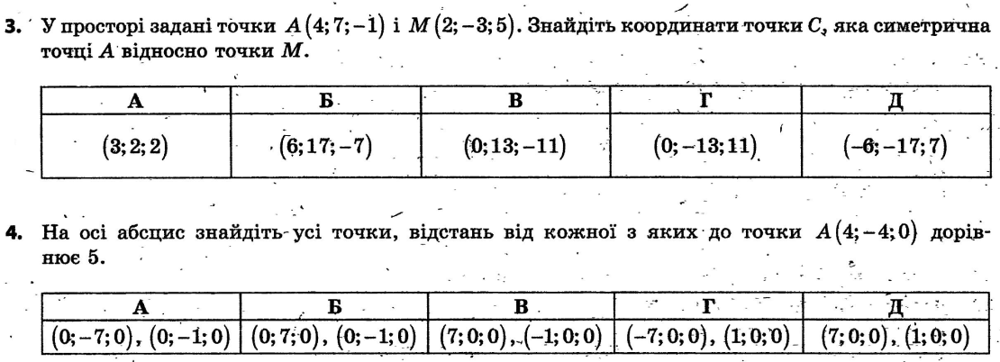 3. У просторі задані точки A(4; 7; −1) і M(2; −3; 5). Знайдіть координати точки C, яка симетрична
точці A відносно точки M.
А Б В Г Д
(3; 2; 2) (6; 17; −7) (0; 13; −11) (0; −13; 11) (−6; −17; 7)
4. На осі абсцис знайдіть усі точки, відстань від кожної з яких до точки A(4; −4; 0) дорів-
нює 5.
А Б В Г Д
(0; −7; 0), (0; −1; 0) (0; 7; 0), (0; −1; 0) (7; 0; 0), (−1; 0; 0) (−7; 0; 0), (1; 0; 0) (7; 0; 0), (1; 0; 0)